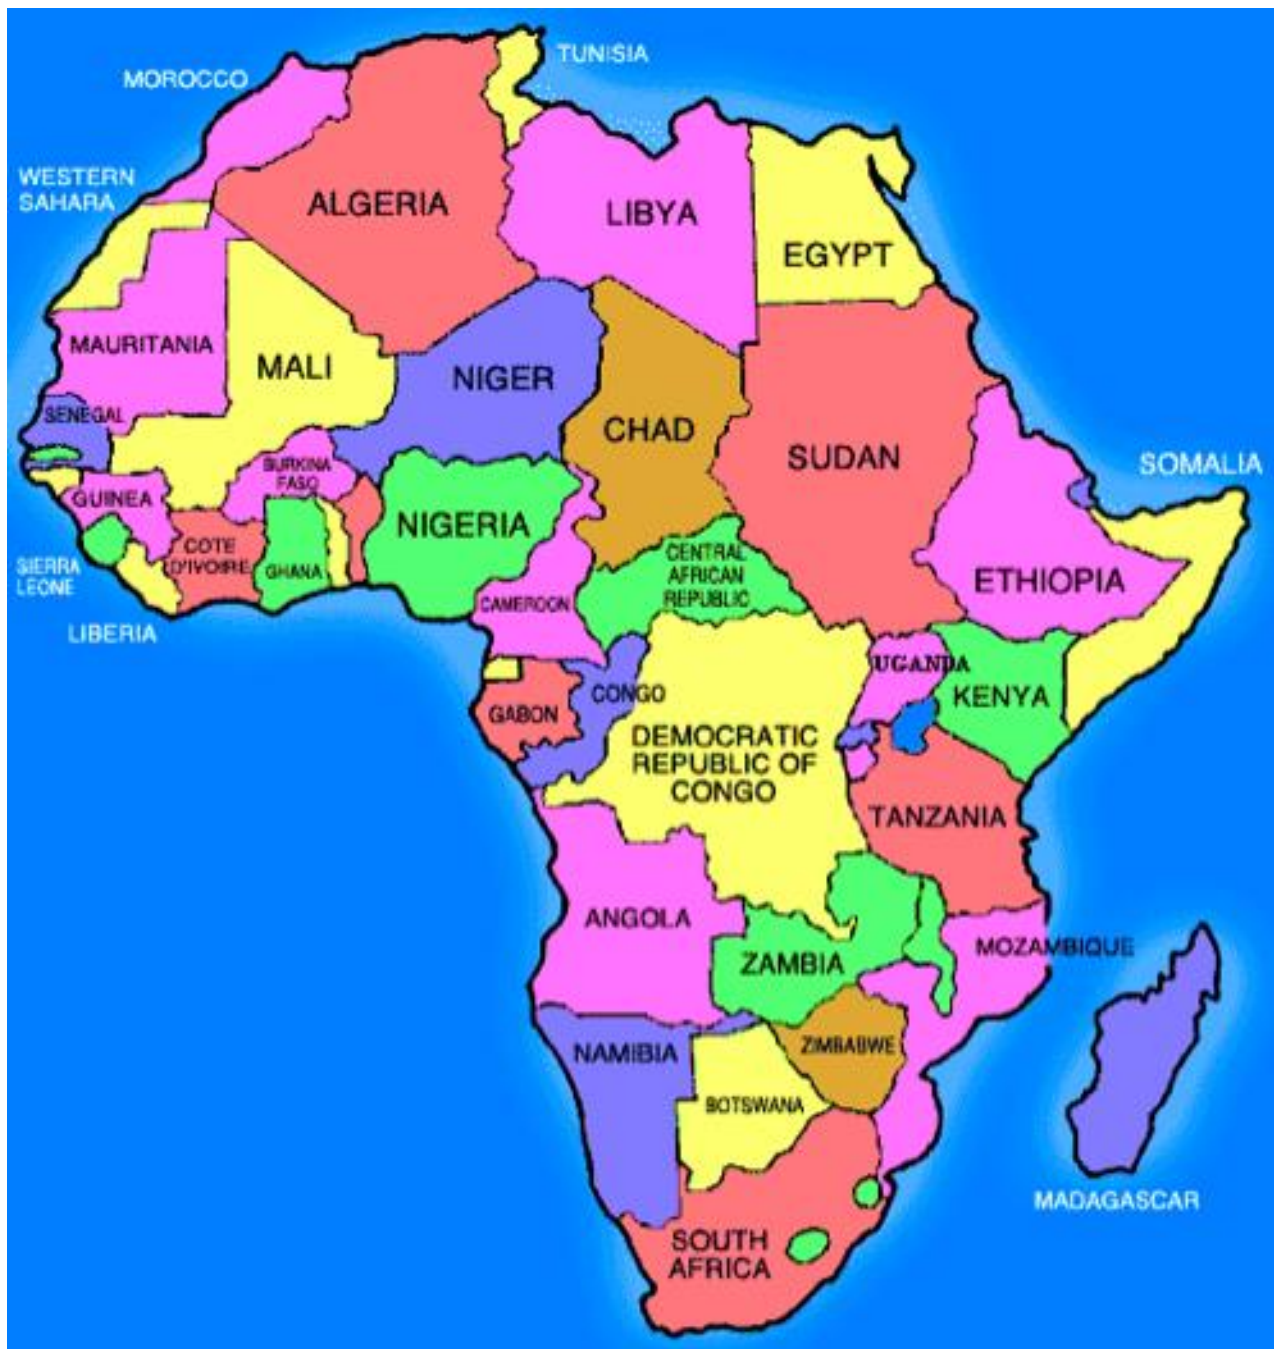 TUNISIA
MOROCCO
WESTERN
SAHARA
ALGERIA
LIBYA
EGYPT
MAURITANIA
MALI
NIGER
CHAD
SUDAN
SENEGAL
BURKINA
FASO
SOMALIA
GUINEA
NIGERIA
SIERRA
LEONE
COTE
D'IVOIRE
GHANA
CENTRAL
AFRICAN
REPUBLIC
ETHIOPIA
LIBERIA
CAMEROON
UGANDA
KENYA
GABON
CONGO
DEMOCRATIC
REPUBLIC OF
CONGO
TANZANIA
ANGOLA
ZAMBIA
MOZAMBIQUE
NAMIBIA
ZIMBABWE
BOTSWANA
MADAGASCAR
SOUTH
AFRICA